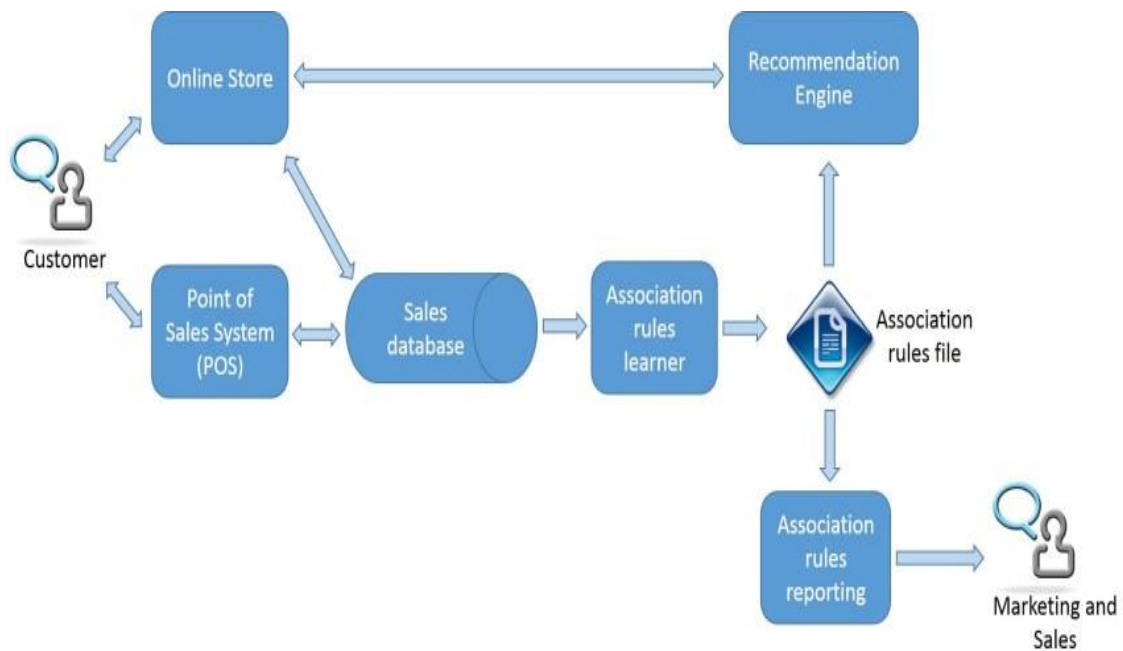 Online Store
Recommendation
Engine
Customer
Point of
Sales System
(POS)
Sales
database
Association
rules
learner
Association
rules file
Association
rules
reporting
Marketing and
Sales